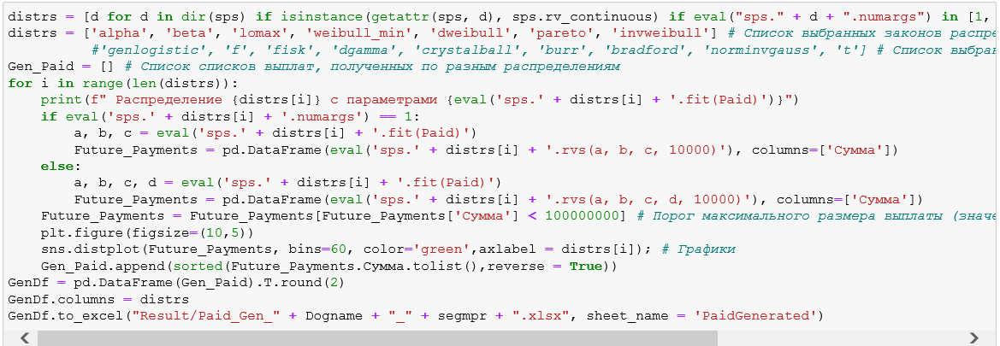 distrs = [d for d in dir(sps) if isinstance(getattr(sps, d), sps.rv_continuous) if eval("sps." + d + ".numargs") in [1,
distrs = ['alpha', 'beta', 'lomax', 'weibull_min', 'dweibull', 'pareto', 'invweibull'] # Список выбранных законов распре
#'genlogistic', 'f', 'fisk', 'dgamma', 'crystalball', 'burr', 'bradford', 'norminvgauss', 't'] # Список выбран
Gen_Paid = [] # Список списков выплат, полученных по разным распределениям
for i in range(len(distrs)):
    print(f" Распределение {distrs[i]} с параметрами {eval('sps.' + distrs[i] + '.fit(Paid)')}")
    if eval('sps.' + distrs[i] + '.numargs') == 1:
        a, b, c = eval('sps.' + distrs[i] + '.fit(Paid)')
        Future_Payments = pd.DataFrame(eval('sps.' + distrs[i] + '.rvs(a, b, c, 10000)'), columns=['Сумма'])
    else:
        a, b, c, d = eval('sps.' + distrs[i] + '.fit(Paid)')
        Future_Payments = pd.DataFrame(eval('sps.' + distrs[i] + '.rvs(a, b, c, d, 10000)'), columns=['Сумма'])
    Future_Payments = Future_Payments[Future_Payments['Сумма'] < 100000000] # Порог максимального размера выплаты (значе
    plt.figure(figsize=(10,5))
    sns.distplot(Future_Payments, bins=60, color='green',axlabel = distrs[i]); # Графики
    Gen_Paid.append(sorted(Future_Payments.Сумма.tolist(),reverse = True))
GenDf = pd.DataFrame(Gen_Paid).T.round(2)
GenDf.columns = distrs
GenDf.to_excel("Result/Paid_Gen_" + Dogname + "_" + segmpr + ".xlsx", sheet_name = 'PaidGenerated')